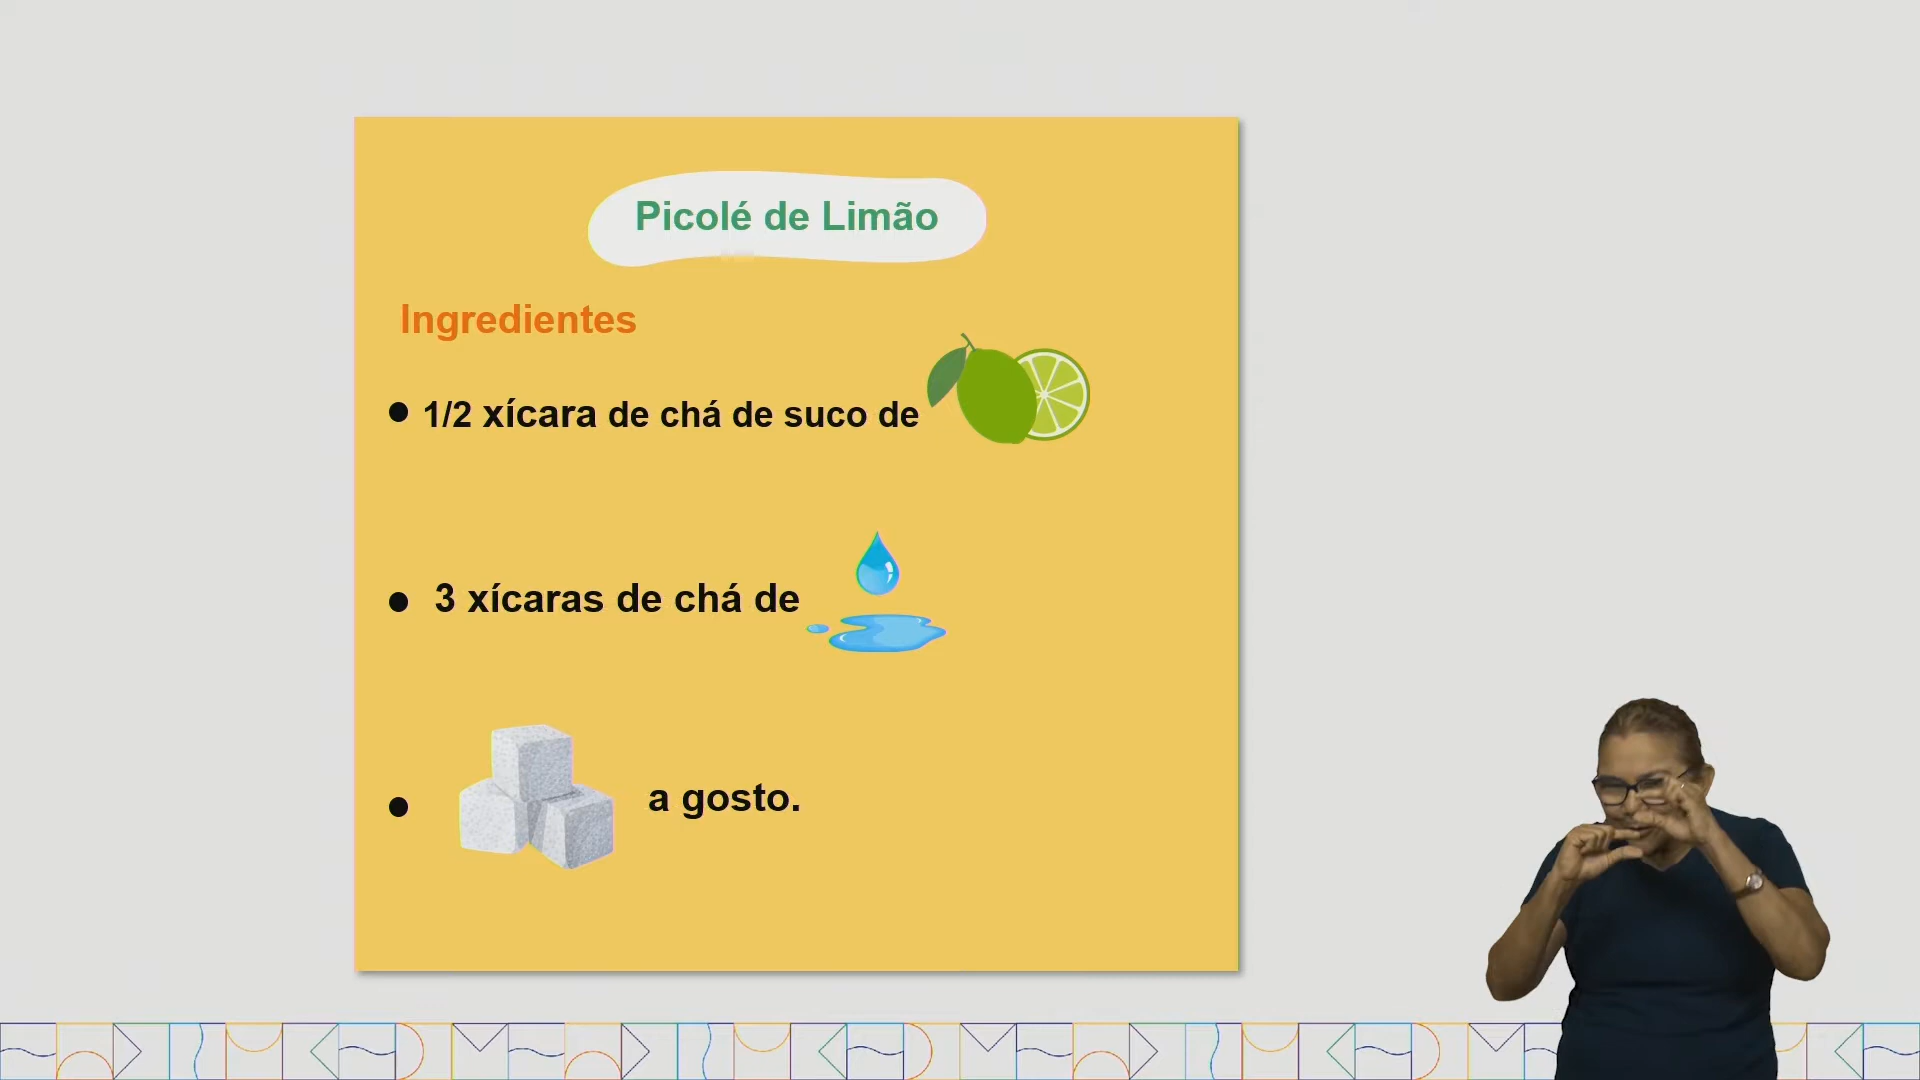 Picolé de Limão
Ingredientes
● 1/2 xícara de chá de suco de
● 3 xícaras de chá de
● a gosto.